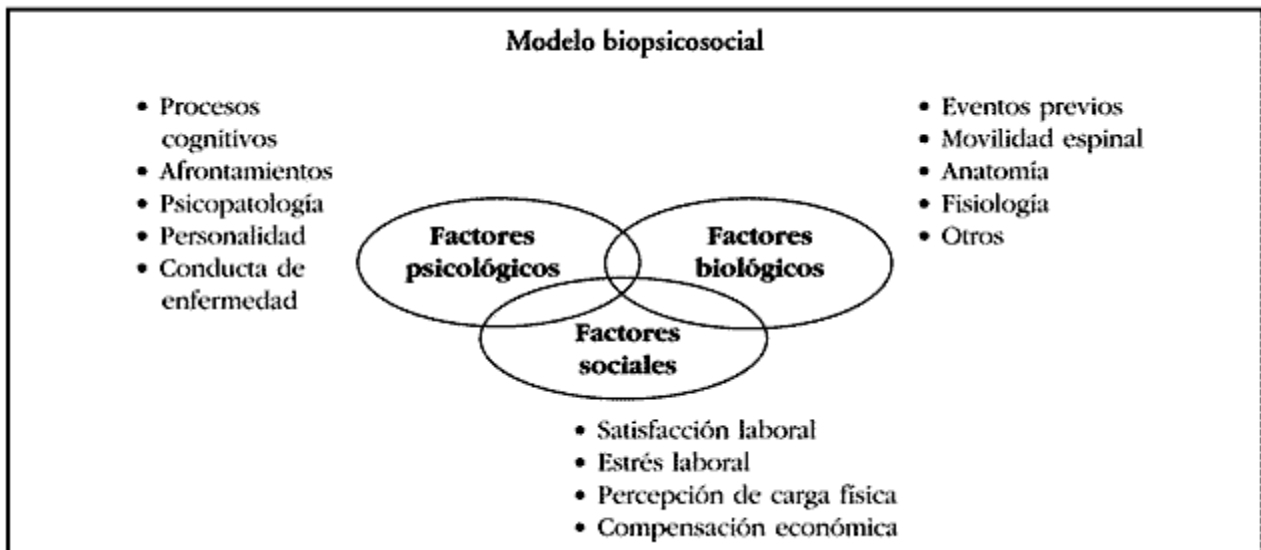 Modelo biopsicosocial
• Procesos
cognitivos
• Afrontamientos
• Psicopatología
• Personalidad
• Conducta de
enfermedad
• Eventos previos
• Movilidad espinal
• Anatomía
• Fisiología
• Otros
Factores
psicológicos
Factores
biológicos
Factores
sociales
• Satisfacción laboral
• Estrés laboral
• Percepción de carga física
• Compensación económica